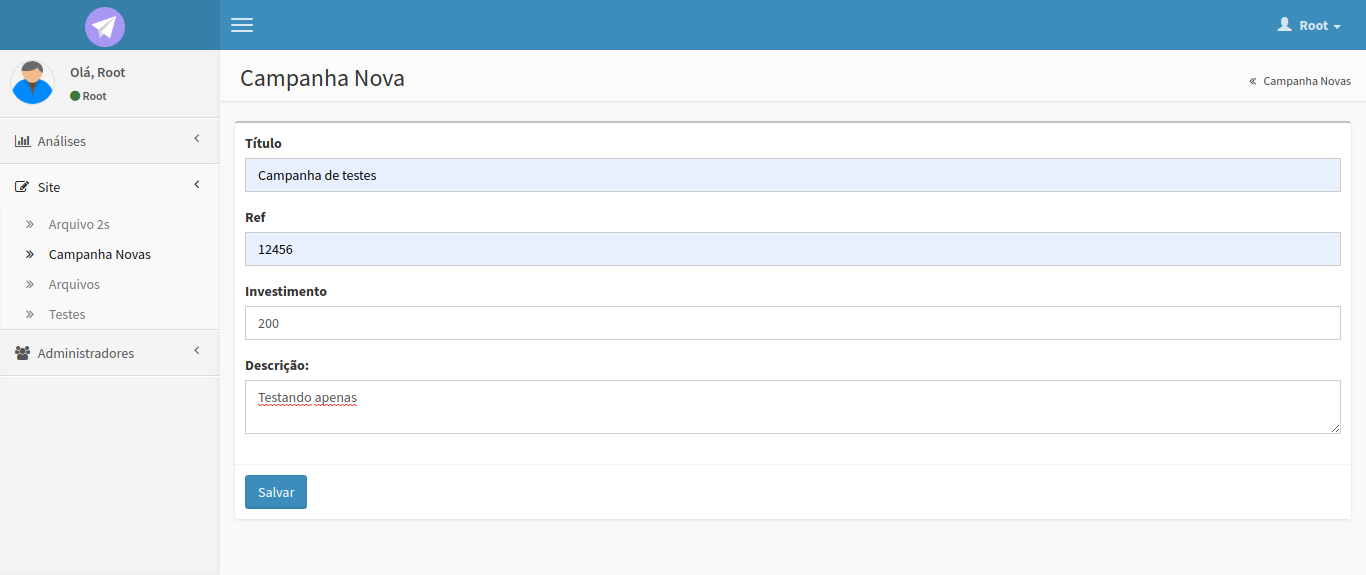 Root
Olá, Root
Root
Análises
Site
Arquivo 2s
Campanha Novas
Arquivos
Testes
Administradores
Campanha Nova
« Campanha Novas
Título
Campanha de testes
Ref
12456
Investimento
200
Descrição:
Testando apenas
Salvar